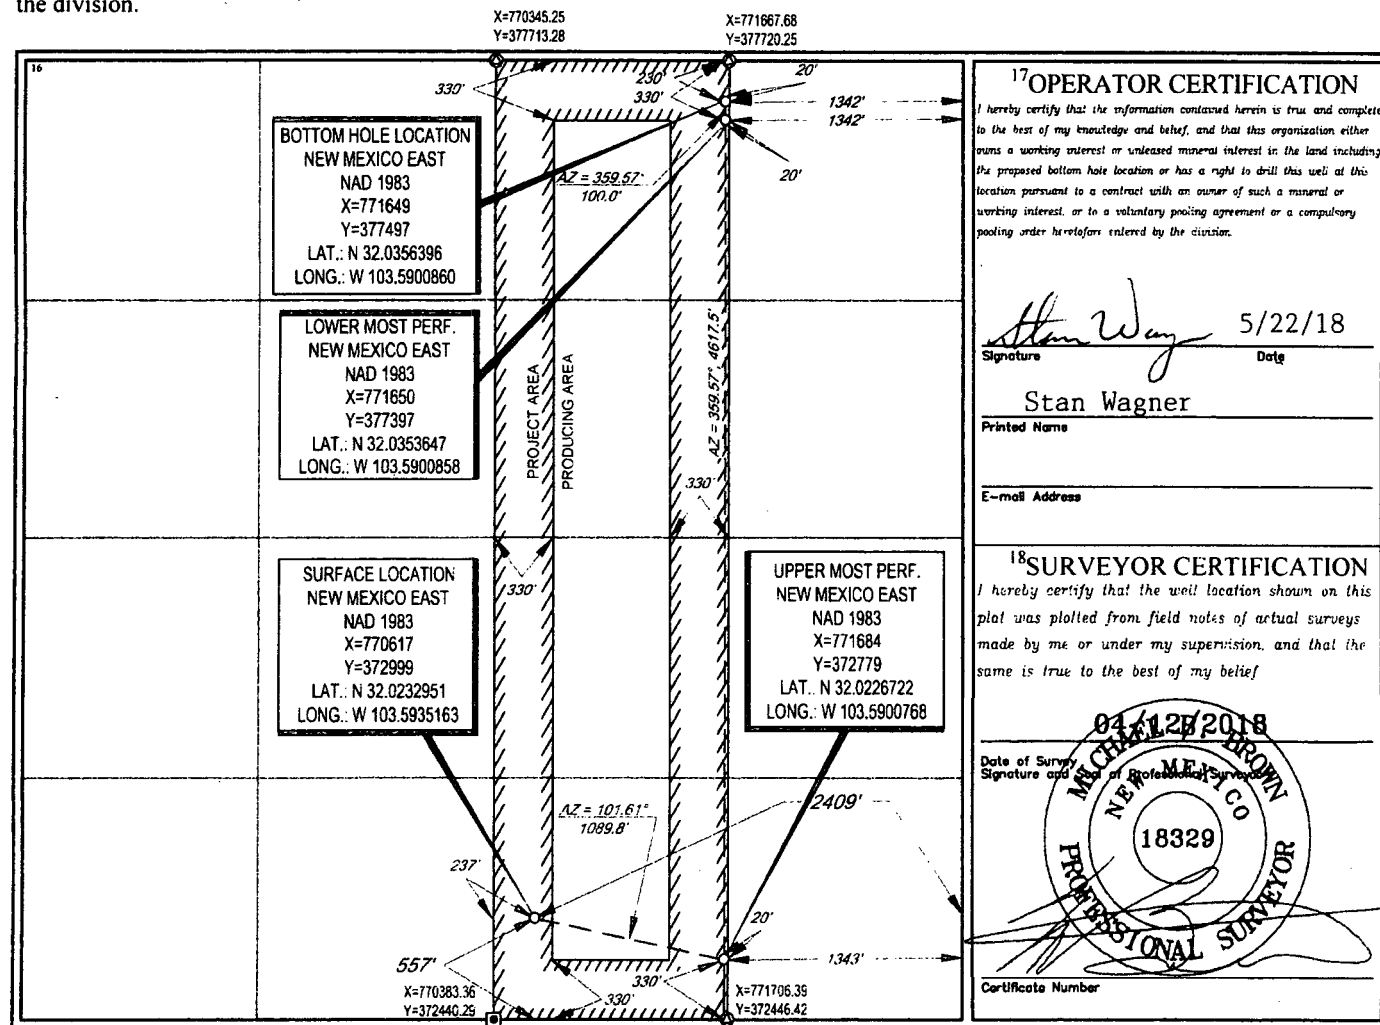 the division.
X=770345.25
Y=377713.28
X=771667.68
Y=377720.25
16
330'
230'
330'
20'
1342'
1342'
20'
BOTTOM HOLE LOCATION
NEW MEXICO EAST
NAD 1983
X=771649
Y=377497
LAT.: N 32.0356396
LONG.: W 103.5900860
AZ = 359.57°
100.0'
LOWER MOST PERF.
NEW MEXICO EAST
NAD 1983
X=771650
Y=377397
LAT.: N 32.0353647
LONG.: W 103.5900858
PROJECT AREA
PRODUCING AREA
AZ = 359.57°, 4617.5'
330'
330'
SURFACE LOCATION
NEW MEXICO EAST
NAD 1983
X=770617
Y=372999
LAT.: N 32.0232951
LONG.: W 103.5935163
UPPER MOST PERF.
NEW MEXICO EAST
NAD 1983
X=771684
Y=372779
LAT.. N 32.0226722
LONG.: W 103.5900768
AZ = 101.61°
1089.8'
2409'
237'
20'
557'
1343'
330'
330'
X=770383.36
Y=372440.29
X=771706.39
Y=372446.42
17 OPERATOR CERTIFICATION
I hereby certify that the information contained herein is true and complete
to the best of my knowledge and belief, and that this organization either
owns a working interest or unleased mineral interest in the land including
the proposed bottom hole location or has a right to drill this well at this
location pursuant to a contract with an owner of such a mineral or
working interest, or to a voluntary pooling agreement or a compulsory
pooling order heretofore entered by the division.
Stan Wagner 5/22/18
Signature Date
Stan Wagner
Printed Name
E-mail Address
18 SURVEYOR CERTIFICATION
I hereby certify that the well location shown on this
plat was plotted from field notes of actual surveys
made by me or under my supervision, and that the
same is true to the best of my belief
04/12/2018
Date of Survey
Signature and Seal of Professional Surveyor
MICHAEL B. BROWN
NEW MEXICO
18329
PROFESSIONAL SURVEYOR
Certificate Number